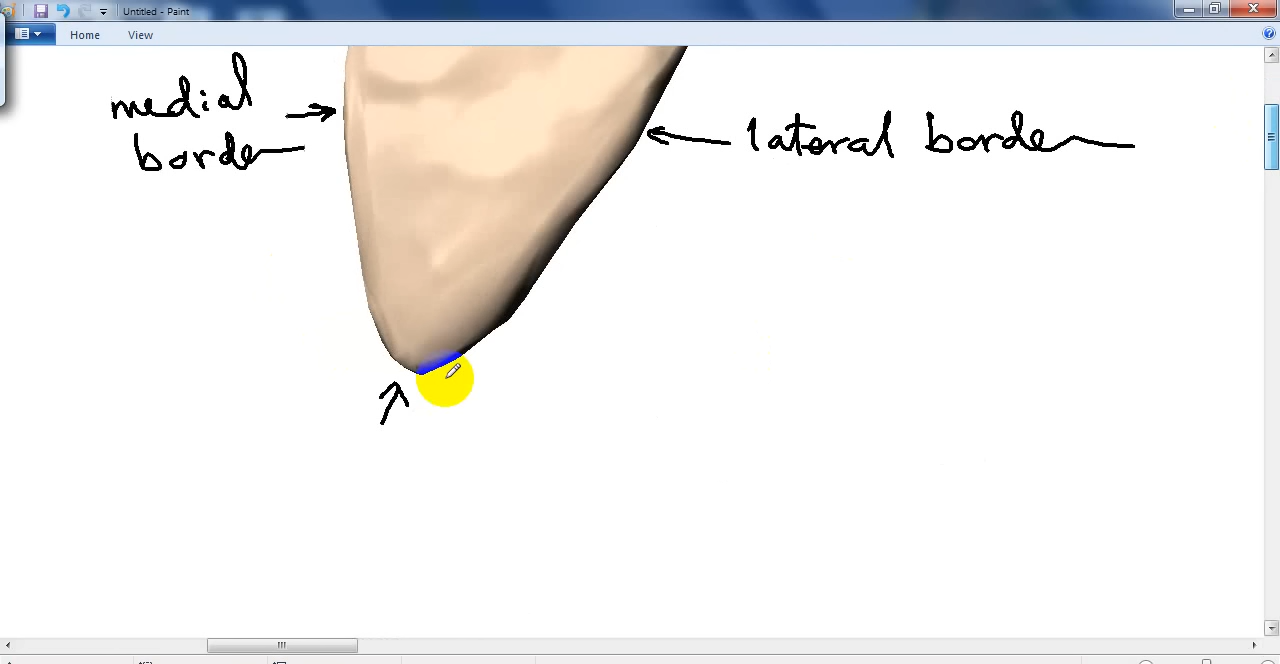 Untitled - Paint
Home View
medial
border
lateral border